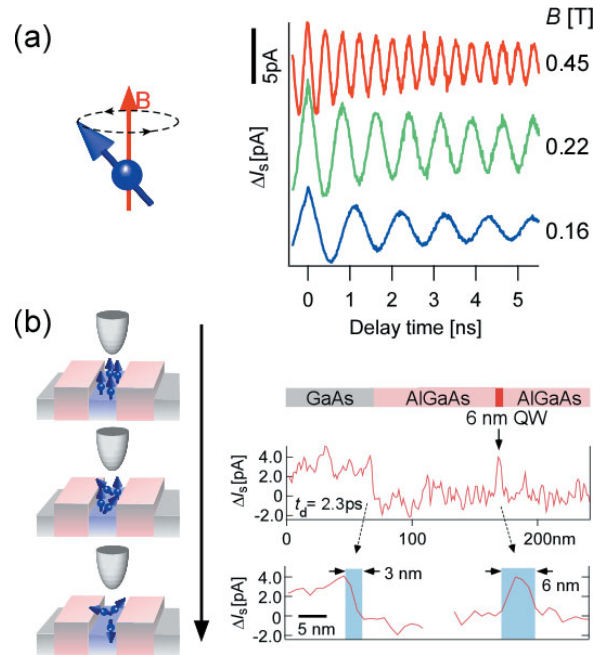 (a)
B
B [T]
5pA
0.45
0.22
0.16
ΔIs[pA]
0 1 2 3 4 5
Delay time [ns]
(b)
GaAs AlGaAs AlGaAs
6 nm QW
ΔIs[pA]
4.0
2.0
0
-2.0
td= 2.3ps
0 100 200nm
ΔIs[pA]
4.0
2.0
0
-2.0
3 nm
6 nm
5 nm